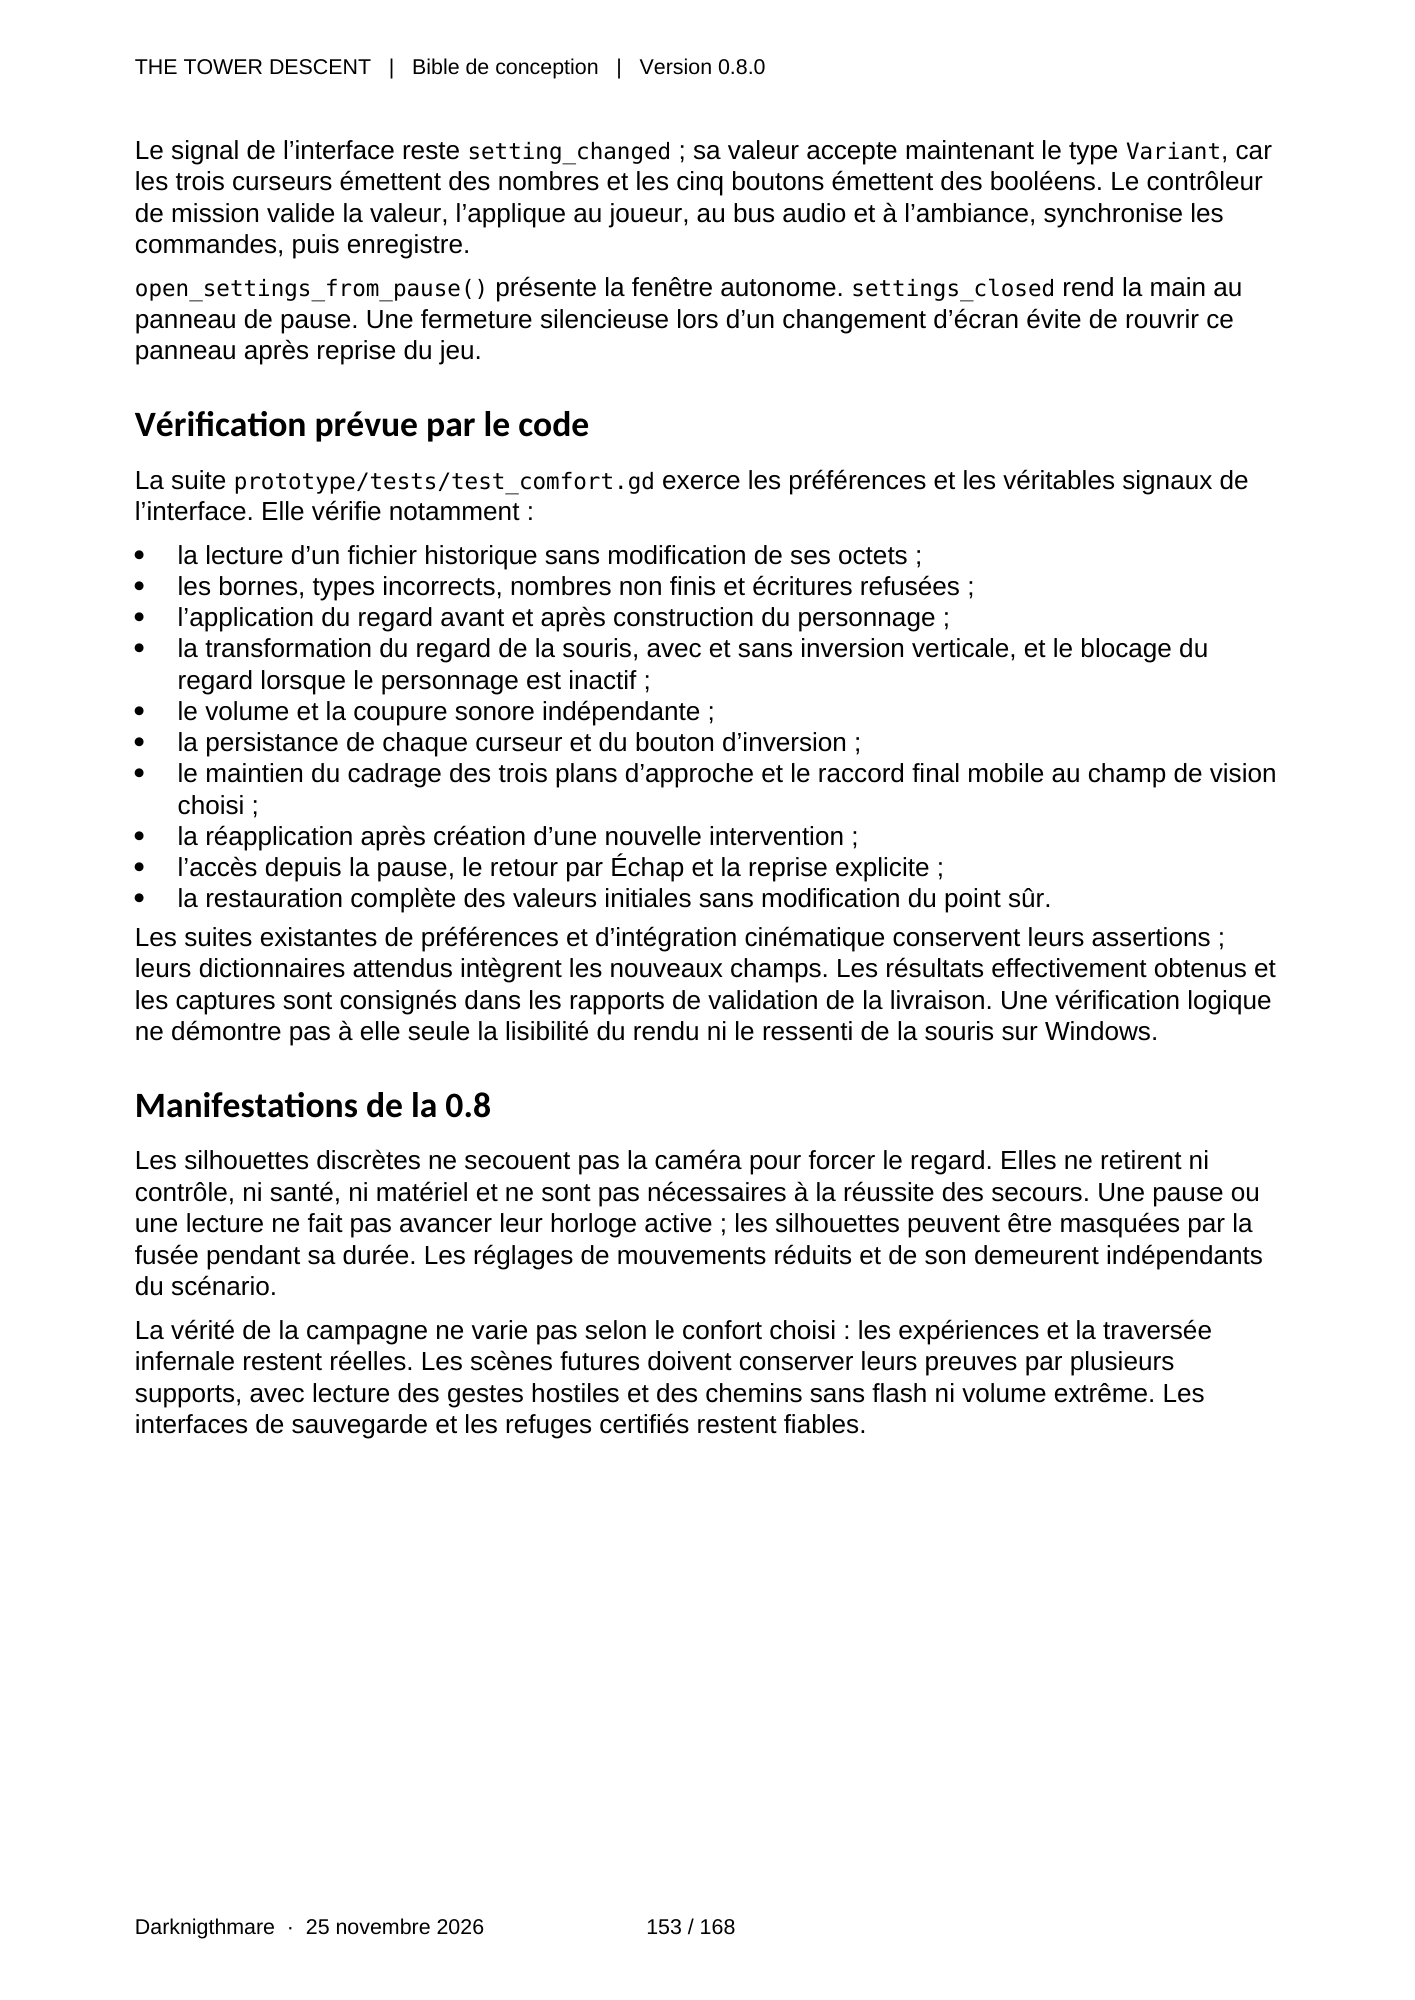 THE TOWER DESCENT | Bible de conception | Version 0.8.0
Le signal de l’interface reste setting_changed ; sa valeur accepte maintenant le type Variant, car
les trois curseurs émettent des nombres et les cinq boutons émettent des booléens. Le contrôleur
de mission valide la valeur, l’applique au joueur, au bus audio et à l’ambiance, synchronise les
commandes, puis enregistre.
open_settings_from_pause() présente la fenêtre autonome. settings_closed rend la main au
panneau de pause. Une fermeture silencieuse lors d’un changement d’écran évite de rouvrir ce
panneau après reprise du jeu.
Vérification prévue par le code
La suite prototype/tests/test_comfort.gd exerce les préférences et les véritables signaux de
l’interface. Elle vérifie notamment :
• la lecture d’un fichier historique sans modification de ses octets ;
• les bornes, types incorrects, nombres non finis et écritures refusées ;
• l’application du regard avant et après construction du personnage ;
• la transformation du regard de la souris, avec et sans inversion verticale, et le blocage du
regard lorsque le personnage est inactif ;
• le volume et la coupure sonore indépendante ;
• la persistance de chaque curseur et du bouton d’inversion ;
• le maintien du cadrage des trois plans d’approche et le raccord final mobile au champ de vision
choisi ;
• la réapplication après création d’une nouvelle intervention ;
• l’accès depuis la pause, le retour par Échap et la reprise explicite ;
• la restauration complète des valeurs initiales sans modification du point sûr.
Les suites existantes de préférences et d’intégration cinématique conservent leurs assertions ;
leurs dictionnaires attendus intègrent les nouveaux champs. Les résultats effectivement obtenus et
les captures sont consignés dans les rapports de validation de la livraison. Une vérification logique
ne démontre pas à elle seule la lisibilité du rendu ni le ressenti de la souris sur Windows.
Manifestations de la 0.8
Les silhouettes discrètes ne secouent pas la caméra pour forcer le regard. Elles ne retirent ni
contrôle, ni santé, ni matériel et ne sont pas nécessaires à la réussite des secours. Une pause ou
une lecture ne fait pas avancer leur horloge active ; les silhouettes peuvent être masquées par la
fusée pendant sa durée. Les réglages de mouvements réduits et de son demeurent indépendants
du scénario.
La vérité de la campagne ne varie pas selon le confort choisi : les expériences et la traversée
infernale restent réelles. Les scènes futures doivent conserver leurs preuves par plusieurs
supports, avec lecture des gestes hostiles et des chemins sans flash ni volume extrême. Les
interfaces de sauvegarde et les refuges certifiés restent fiables.
Darknigthmare · 25 novembre 2026 153 / 168